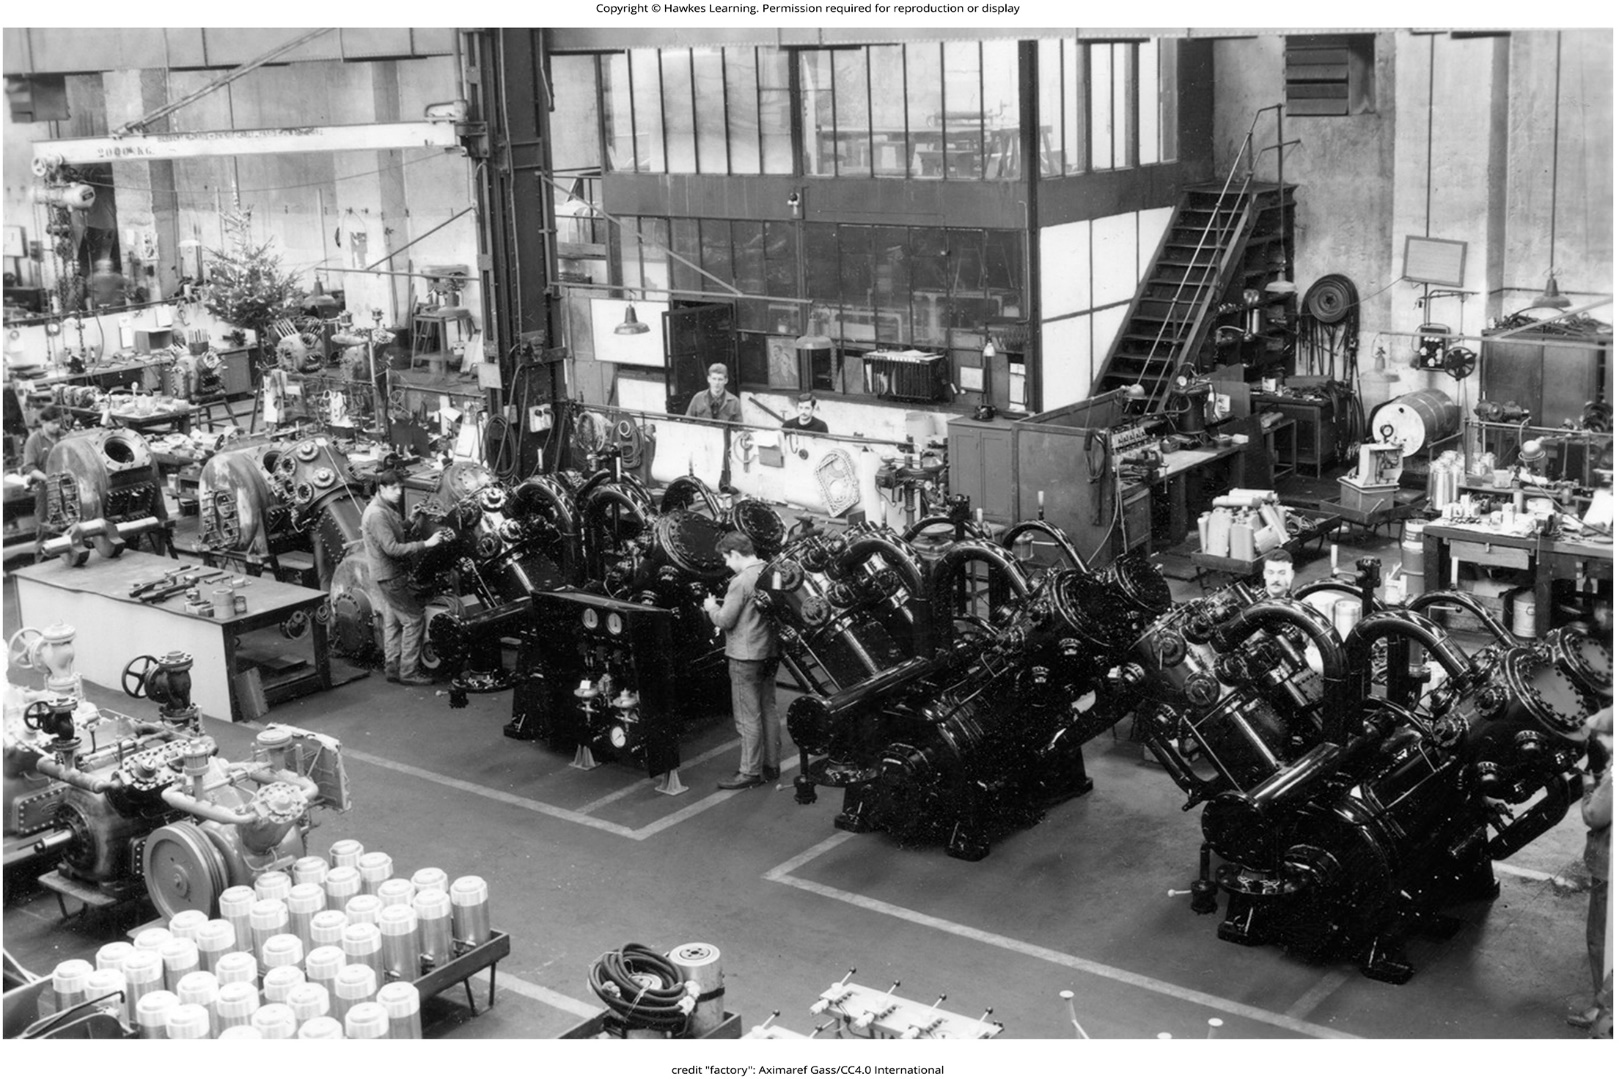 Copyright © Hawkes Learning. Permission required for reproduction or display
2000 KG.
credit "factory": Aximaref Gass/CC4.0 International